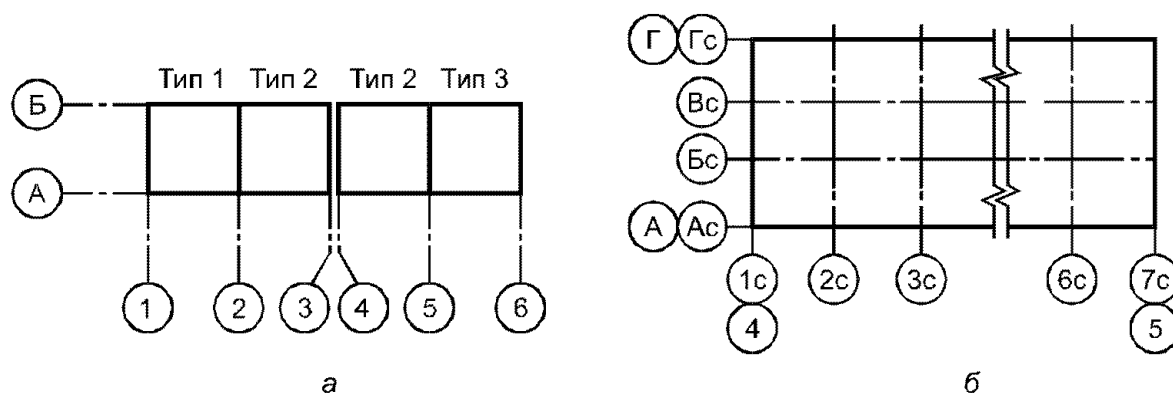 Тип 1 Тип 2 Тип 2 Тип 3
Б
А
1 2 3 4 5 6
а
Г Гс
Вс
Бс
А Ас
1с 2с 3с 6с 7с
4 5
б